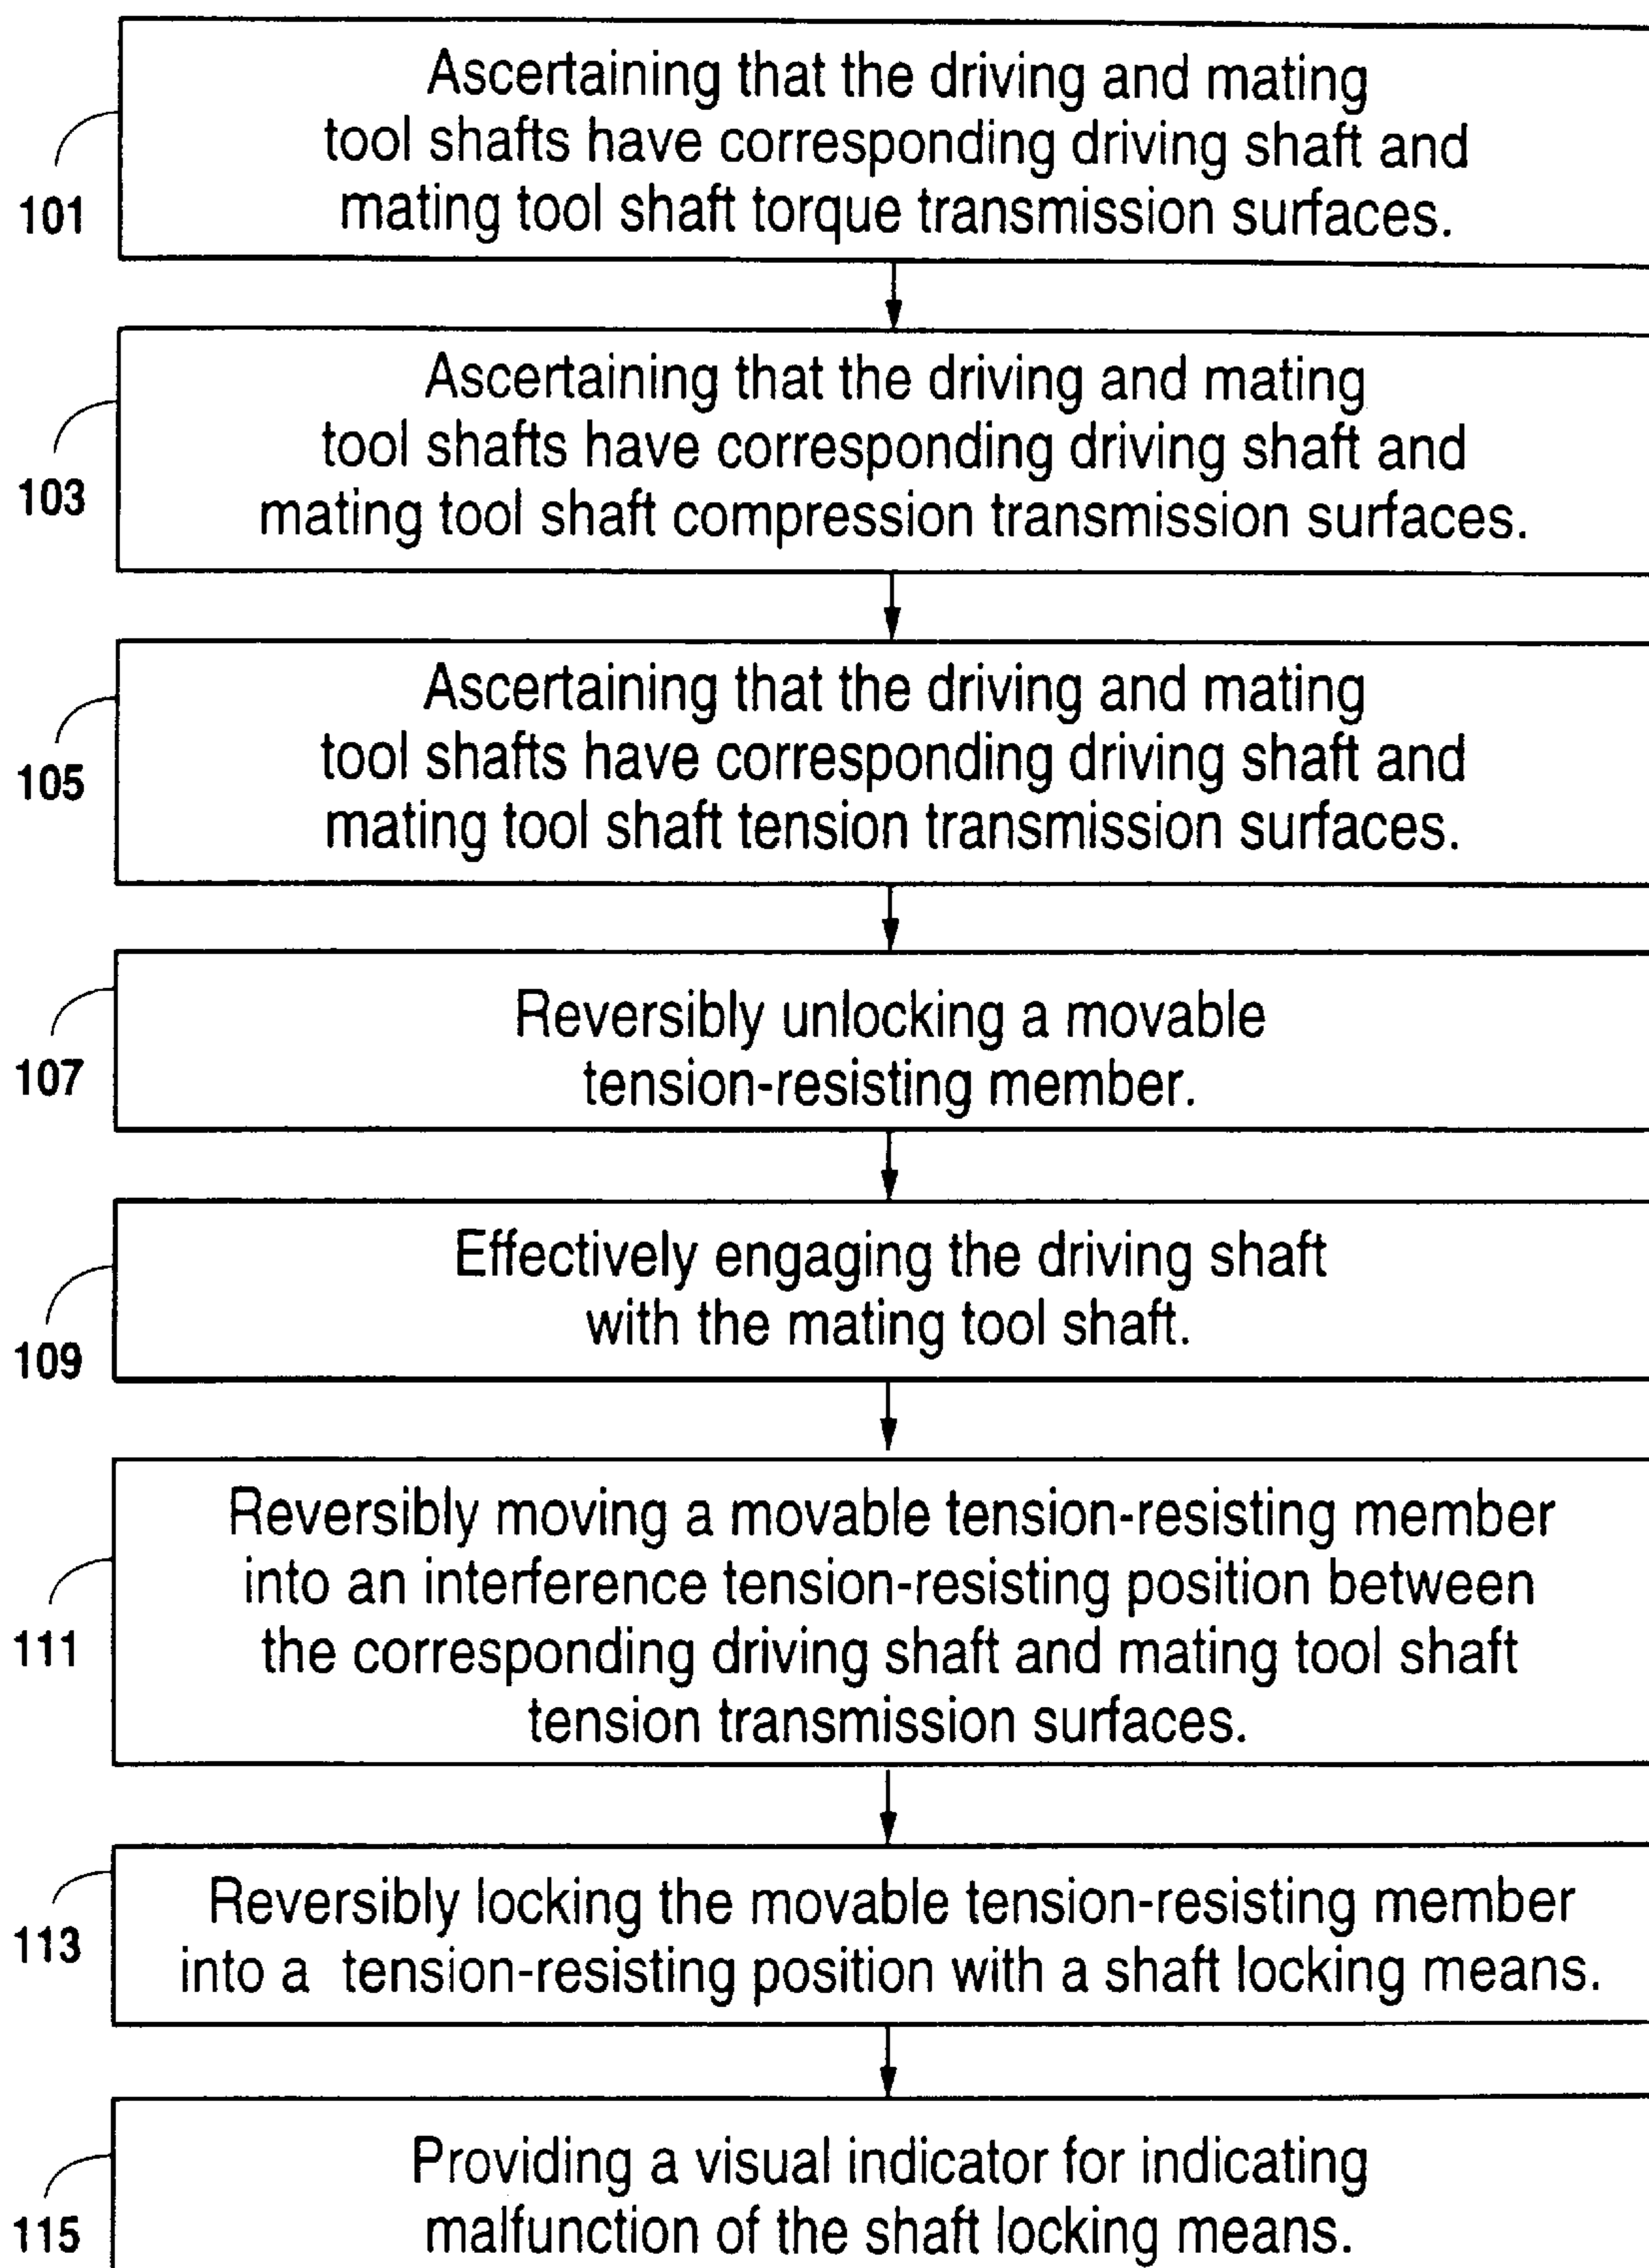 Ascertaining that the driving and mating
tool shafts have corresponding driving shaft and
mating tool shaft torque transmission surfaces.
101
Ascertaining that the driving and mating
tool shafts have corresponding driving shaft and
mating tool shaft compression transmission surfaces.
103
Ascertaining that the driving and mating
tool shafts have corresponding driving shaft and
mating tool shaft tension transmission surfaces.
105
Reversibly unlocking a movable
tension-resisting member.
107
Effectively engaging the driving shaft
with the mating tool shaft.
109
Reversibly moving a movable tension-resisting member
into an interference tension-resisting position between
the corresponding driving shaft and mating tool shaft
tension transmission surfaces.
111
Reversibly locking the movable tension-resisting member
into a tension-resisting position with a shaft locking means.
113
Providing a visual indicator for indicating
malfunction of the shaft locking means.
115